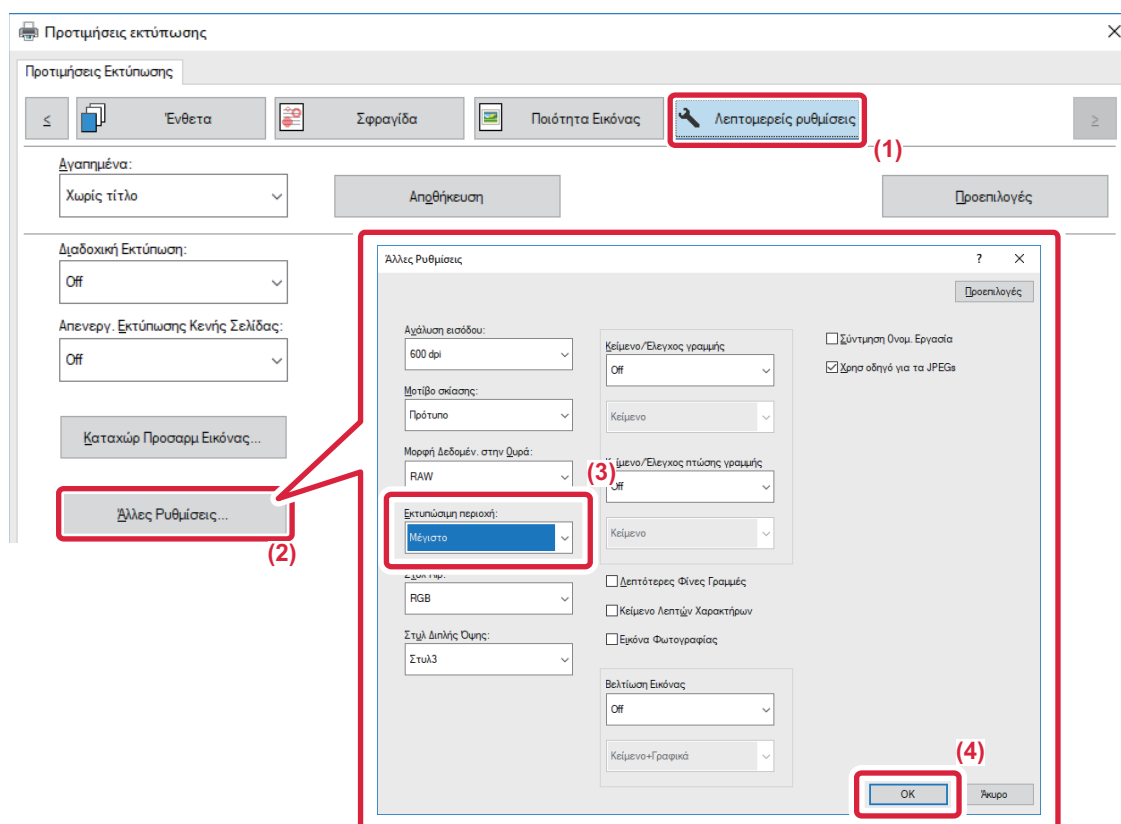 Προτιμήσεις εκτύπωσης
Προτιμήσεις Εκτύπωσης
<
Ένθετα
Σφραγίδα
Ποιότητα Εικόνας
Λεπτομερείς ρυθμίσεις
>
(1)
Αγαπημένα:
Χωρίς τίτλο
Αποθήκευση
Προεπιλογές
Διαδοχική Εκτύπωση:
Off
Απενεργ. Εκτύπωσης Κενής Σελίδας:
Off
Καταχώρ Προσαρμ Εικόνας...
Άλλες Ρυθμίσεις...
(2)
Άλλες Ρυθμίσεις
?
Προεπιλογές
Ανάλυση εισόδου:
600 dpi
Μοτίβο σκίασης:
Πρότυπο
Μορφή Δεδομέν. στην Ουρά:
RAW
(3)
Εκτυπώσιμη περιοχή:
Μέγιστο
RGB
Στυλ Διπλής Όψης:
Στυλ3
Κείμενο/Έλεγχος γραμμής
Off
Κείμενο
Κείμενο/Έλεγχος πτώσης γραμμής
Off
Κείμενο
Λεπτότερες Φίνες Γραμμές
Κείμενο Λεπτών Χαρακτήρων
Εικόνα Φωτογραφίας
Βελτίωση Εικόνας
Off
Κείμενο+Γραφικά
Σύντμηση Ονομ. Εργασία
Χρησ οδηγό για τα JPEGs
(4)
OK
Άκυρο